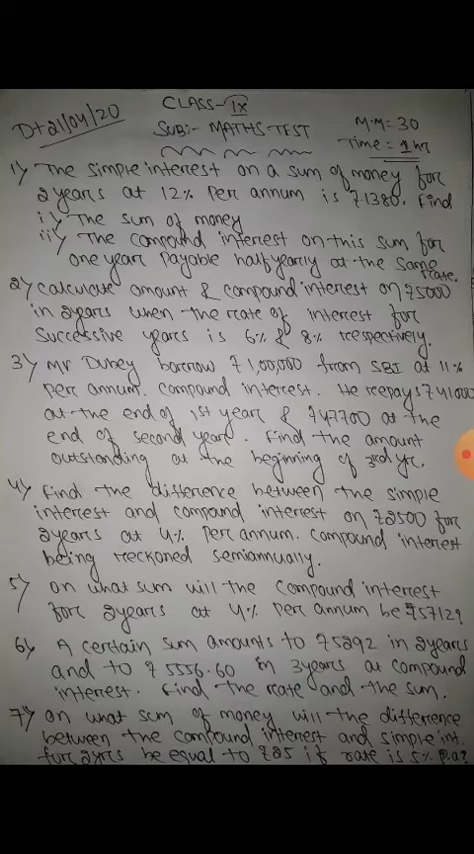 Dt 21/04/20
CLASS-IX
SUB:- MATHS TEST
M.M=30
Time = 1 hr
1) The simple interest on a sum of money for
2 years at 12% per annum is ₹1380. Find
i) The sum of money
ii) The compound interest on this sum for
one year payable half yearly at the same
rate.
2) calculate amount & compound interest on ₹5000
in 2 years when the rate of interest for
successive years is 6% & 8% respectively.
3) Mr Dubey borrow ₹1,00,000 from SBI at 11%
per annum. compound interest. He repays ₹41000
at the end of 1st year & ₹47700 at the
end of second year. Find the amount
outstanding at the beginning of 3rd yr.
4) Find the difference between the simple
interest and compound interest on ₹2500 for
2 years at 4% per annum. compound interest
being reckoned semiannually.
5) on what sum will the compound interest
for 2 years at 4% per annum be ₹5712?
6) A certain sum amounts to ₹5292 in 2 years
and to ₹5556.60 in 3 years at compound
interest. Find the rate and the sum.
7) on what sum of money will the difference
between the compound interest and simple int.
for 2 yrs be equal to ₹25 if rate is 5% p.a?